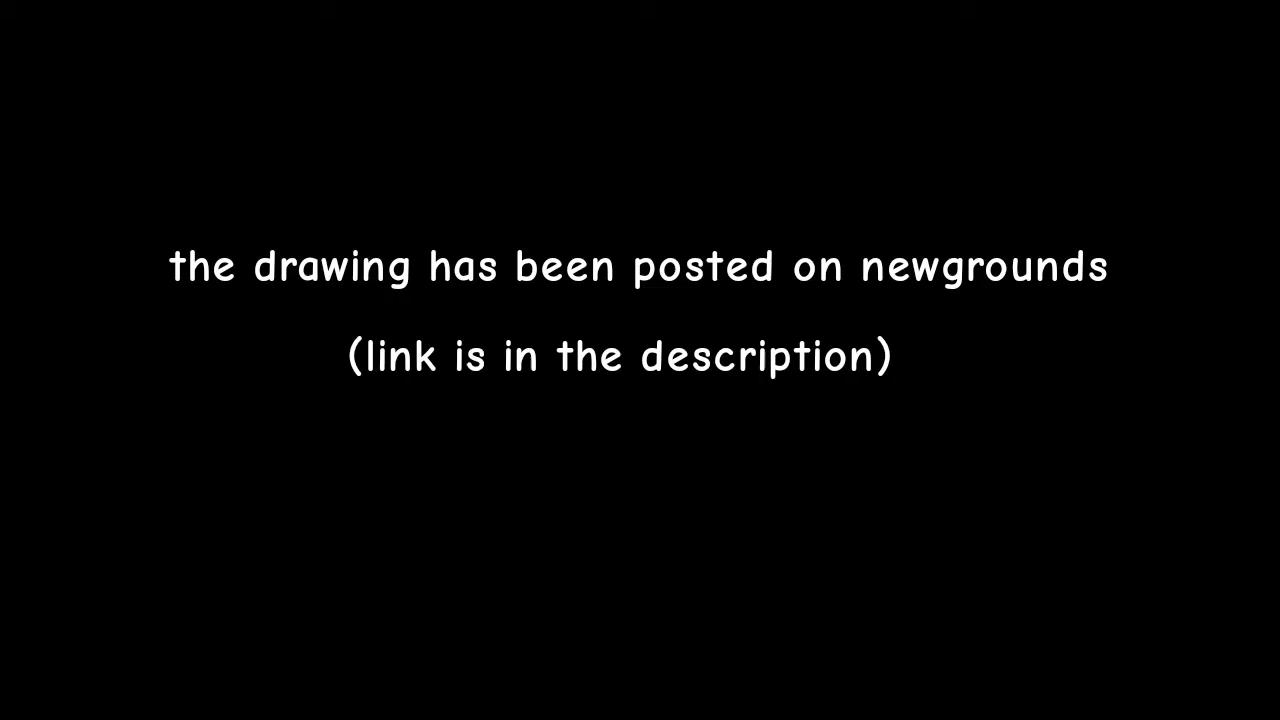 the drawing has been posted on newgrounds
(link is in the description)